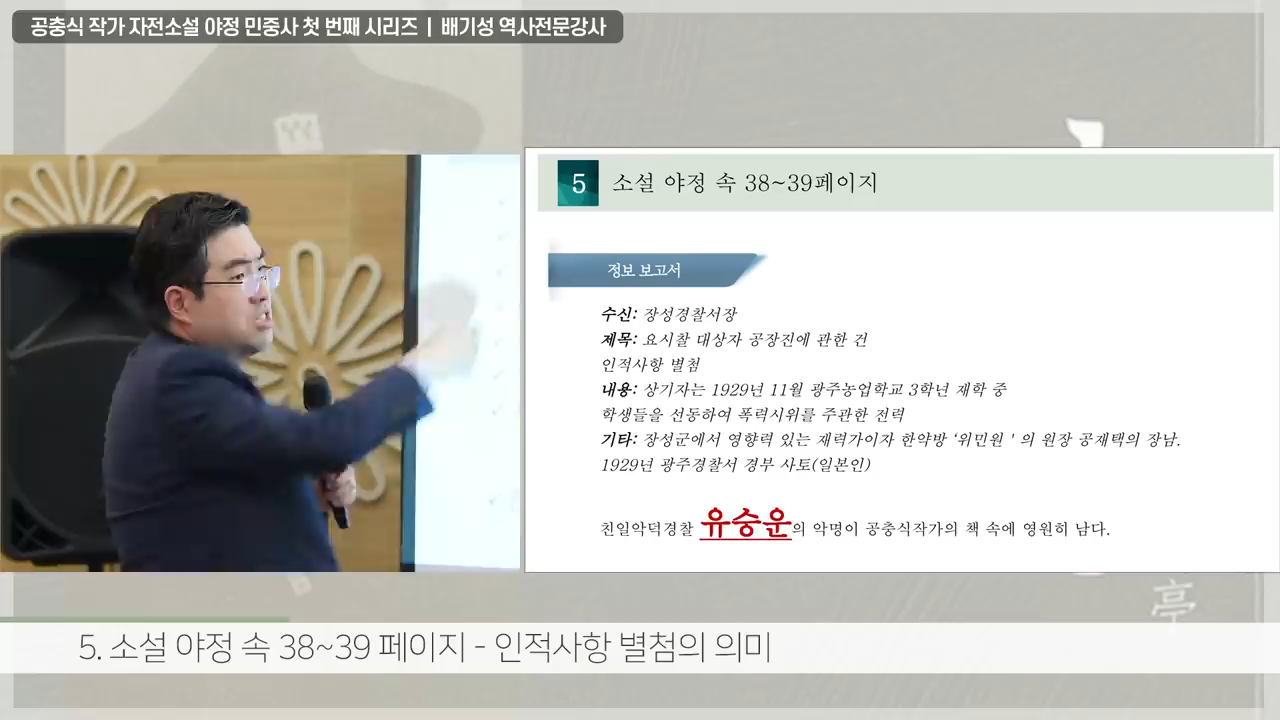 공충식 작가 자전소설 야정 민중사 첫 번째 시리즈 | 배기성 역사전문강사
5 소설 야정 속 38~39페이지
정보 보고서
수신: 장성경찰서장
제목: 요시찰 대상자 공장진에 관한 건
인적사항 별첨
내용: 상기자는 1929년 11월 광주농업학교 3학년 재학 중
학생들을 선동하여 폭력시위를 주관한 전력
기타: 장성군에서 영향력 있는 재력가이자 한약방 ‘위민원 ' 의 원장 공재택의 장남.
1929년 광주경찰서 경부 사토(일본인)
친일악덕경찰 유승운의 악명이 공충식작가의 책 속에 영원히 남다.
亭
5. 소설 야정 속 38~39 페이지 - 인적사항 별첨의 의미